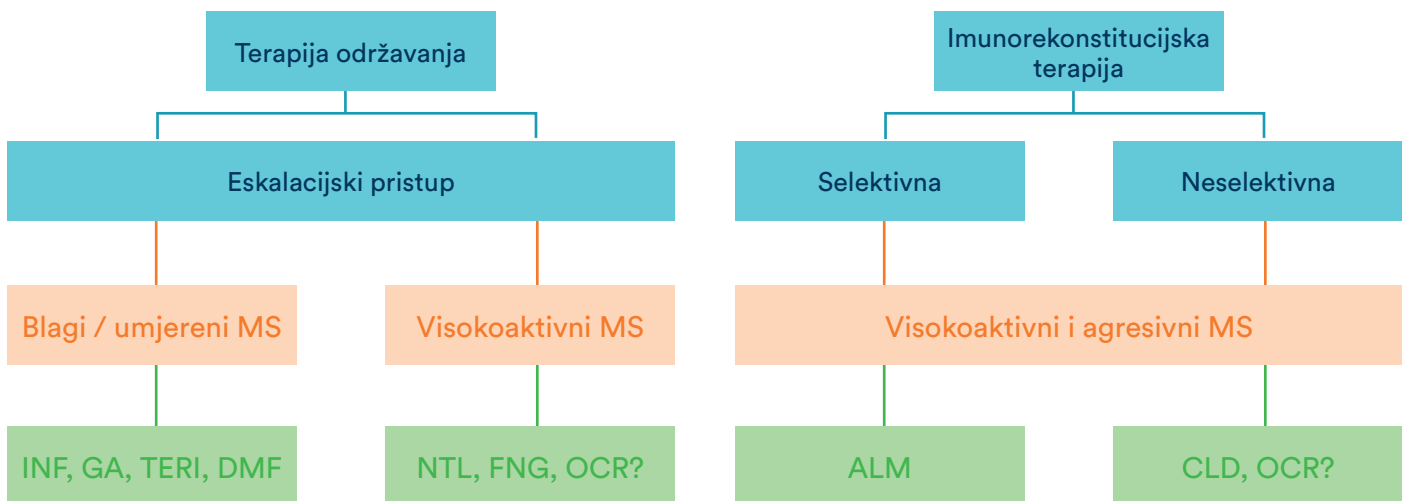 Terapija održavanja
Imunorekonstitucijska
terapija
Eskalacijski pristup
Selektivna
Neselektivna
Blagi / umjereni MS
Visokoaktivni MS
Visokoaktivni i agresivni MS
INF, GA, TERI, DMF
NTL, FNG, OCR?
ALM
CLD, OCR?